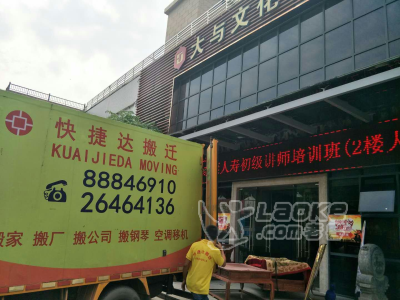 大与文化
快捷达搬迁
KUAIJIEDA MOVING
88846910
26464136
搬家 搬厂 搬公司 搬钢琴 空调移机
人寿初级讲师培训班(2楼人
LAOKS.COM